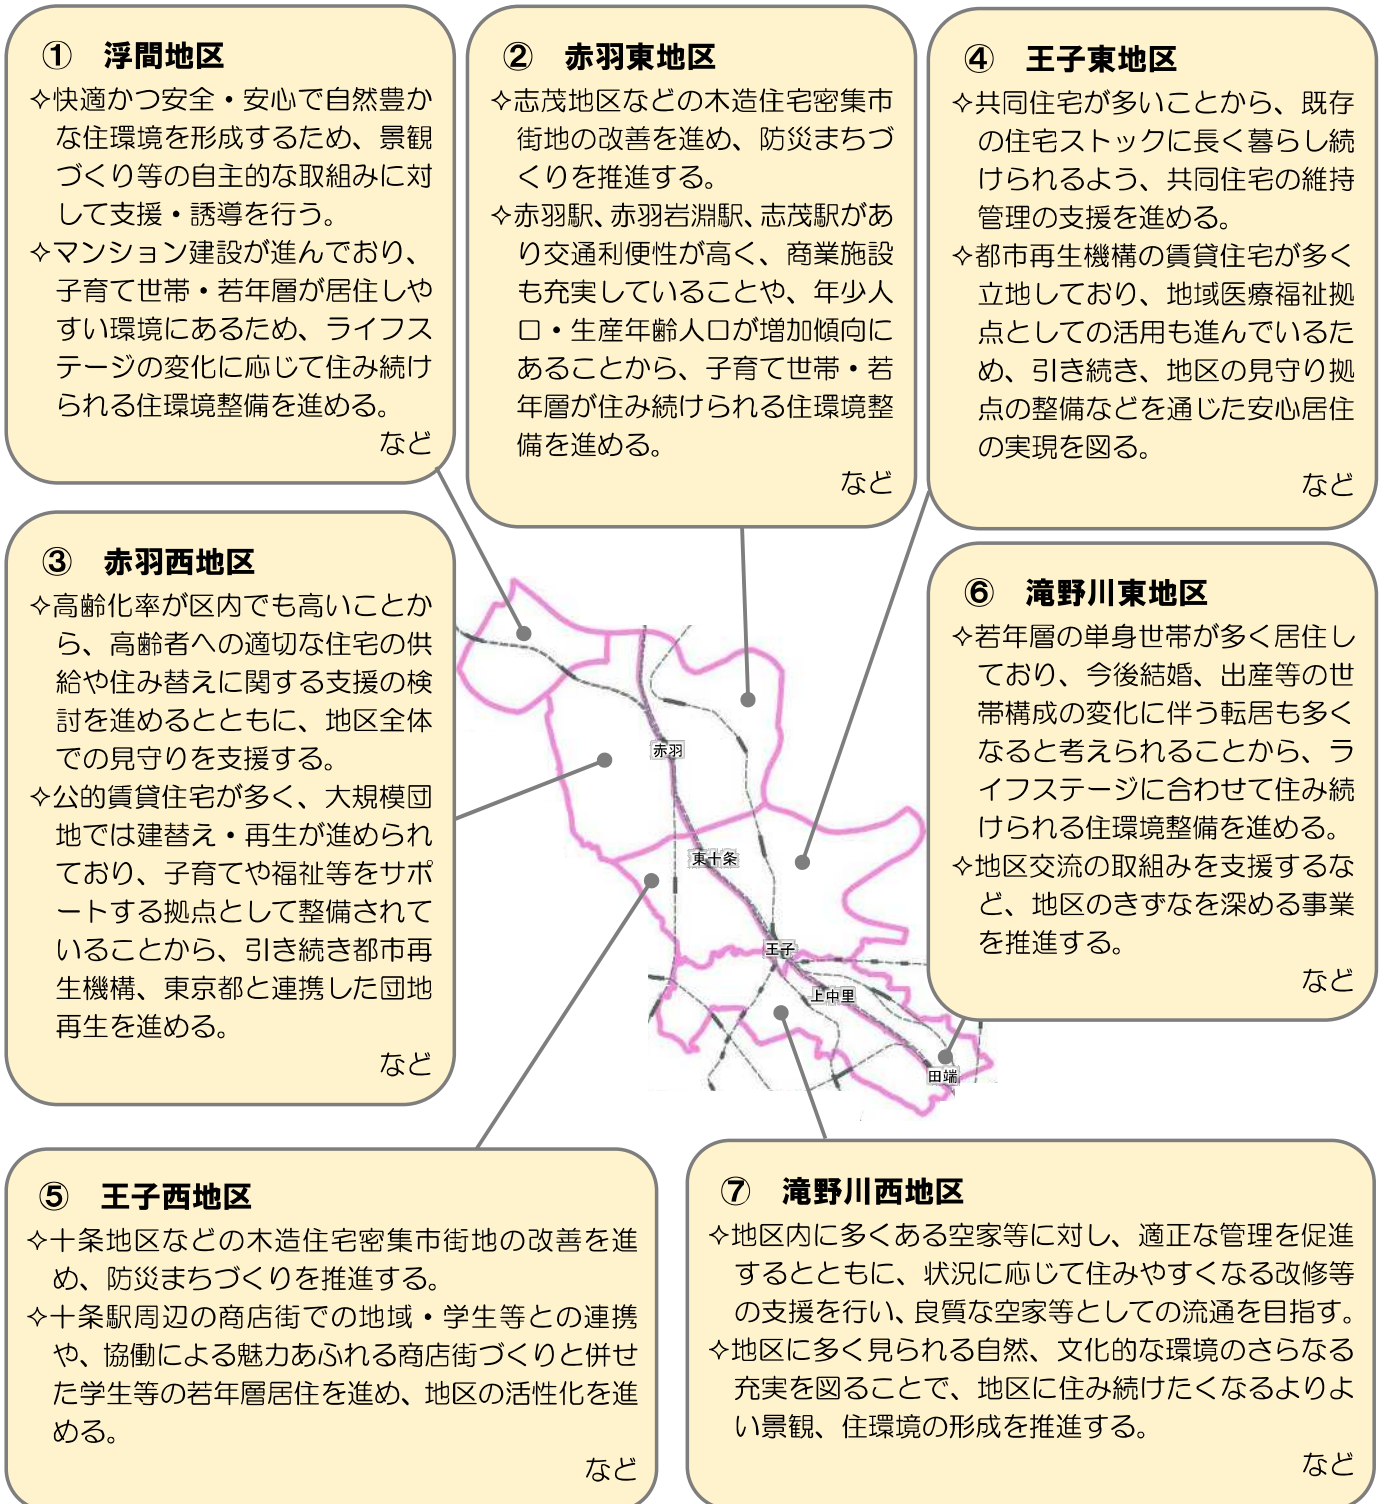 ① 浮間地区
✧快適かつ安全・安心で自然豊か
な住環境を形成するため、景観
づくり等の自主的な取組みに対
して支援・誘導を行う。
✧マンション建設が進んでおり、
子育て世帯・若年層が居住しや
すい環境にあるため、ライフス
テージの変化に応じて住み続け
られる住環境整備を進める。
など
② 赤羽東地区
✧志茂地区などの木造住宅密集市
街地の改善を進め、防災まちづ
くりを推進する。
✧赤羽駅、赤羽岩淵駅、志茂駅があ
り交通利便性が高く、商業施設
も充実していることや、年少人
口・生産年齢人口が増加傾向に
あることから、子育て世帯・若
年層が住み続けられる住環境整
備を進める。
など
④ 王子東地区
✧共同住宅が多いことから、既存
の住宅ストックに長く暮らし続
けられるよう、共同住宅の維持
管理の支援を進める。
✧都市再生機構の賃貸住宅が多く
立地しており、地域医療福祉拠
点としての活用も進んでいるた
め、引き続き、地区の見守り拠
点の整備などを通じた安心居住
の実現を図る。
など
③ 赤羽西地区
✧高齢化率が区内でも高いことか
ら、高齢者への適切な住宅の供
給や住み替えに関する支援の検
討を進めるとともに、地区全体
での見守りを支援する。
✧公的賃貸住宅が多く、大規模団
地では建替え・再生が進められ
ており、子育てや福祉等をサポ
ートする拠点として整備されて
いることから、引き続き都市再
生機構、東京都と連携した団地
再生を進める。
など
⑥ 滝野川東地区
✧若年層の単身世帯が多く居住し
ており、今後結婚、出産等の世
帯構成の変化に伴う転居も多く
なると考えられることから、ラ
イフステージに合わせて住み続
けられる住環境整備を進める。
✧地区交流の取組みを支援するな
ど、地区のきずなを深める事業
を推進する。
など
赤羽
東十条
王子
上中里
田端
⑤ 王子西地区
✧十条地区などの木造住宅密集市街地の改善を進
め、防災まちづくりを推進する。
✧十条駅周辺の商店街での地域・学生等との連携
や、協働による魅力あふれる商店街づくりと併せ
た学生等の若年層居住を進め、地区の活性化を進
める。
など
⑦ 滝野川西地区
✧地区内に多くある空家等に対し、適正な管理を促進
するとともに、状況に応じて住みやすくなる改修等
の支援を行い、良質な空家等としての流通を目指す。
✧地区に多く見られる自然、文化的な環境のさらなる
充実を図ることで、地区に住み続けたくなるよりよ
い景観、住環境の形成を推進する。
など